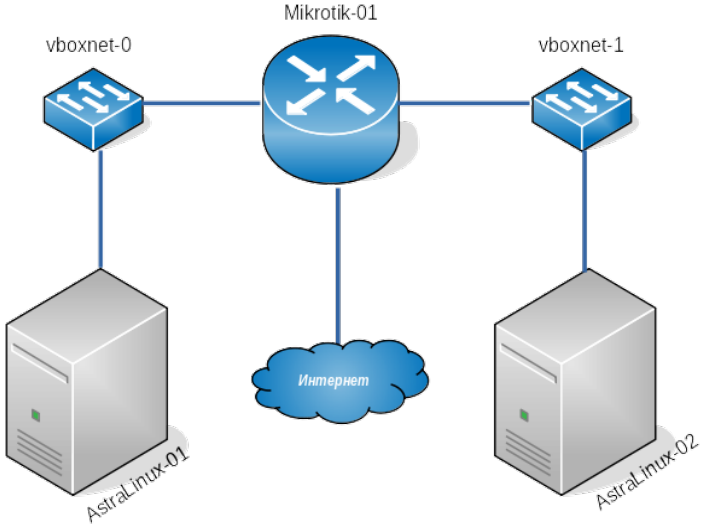 Mikrotik-01
vboxnet-0
vboxnet-1
Интернет
AstraLinux-01
AstraLinux-02